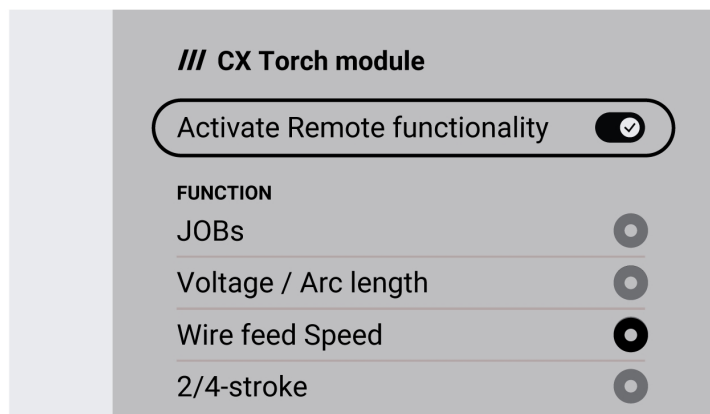 /// CX Torch module
Activate Remote functionality
FUNCTION
JOBs
Voltage / Arc length
Wire feed Speed
2/4-stroke